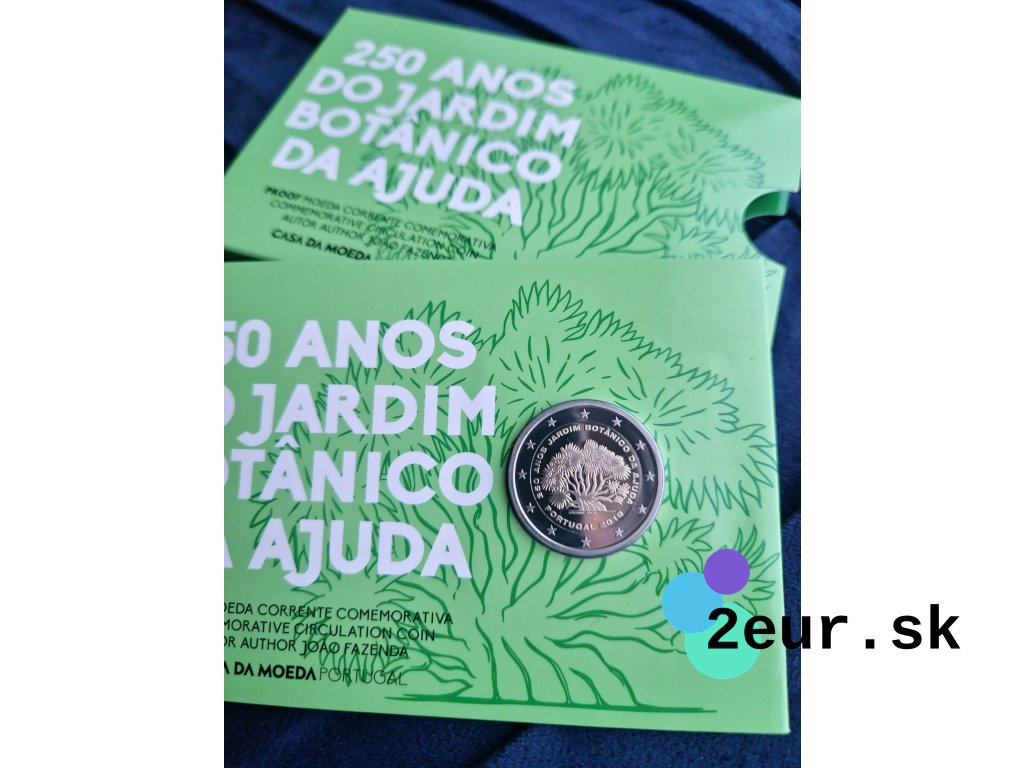 250 ANOS
DO JARDIM
BOTÂNICO
DA AJUDA
PROOF MOEDA CORRENTE COMEMORATIVA
COMMEMORATIVE CIRCULATION COIN
AUTOR AUTHOR JOÃO FAZENDA
CASA DA MOEDA
50 ANOS
JARDIM
TÂNICO
AJUDA
250 ANOS JARDIM BOTÂNICO DA AJUDA
PORTUGAL 2018
OEDA CORRENTE COMEMORATIVA
MORATIVE CIRCULATION COIN
OR AUTHOR JOÃO FAZENDA
A DA MOEDA PORTUGAL
2eur.sk